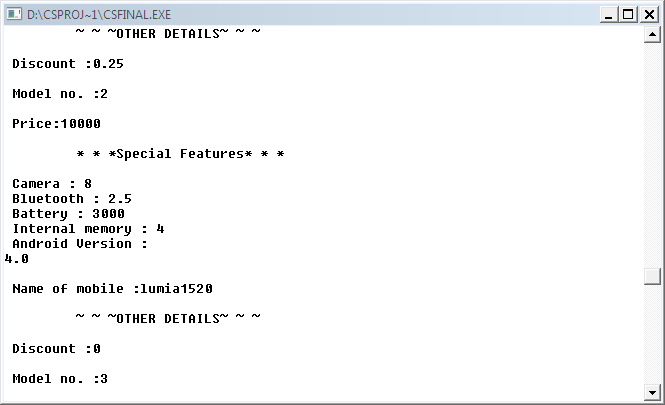 D:\CSPROJ~1\CSFINAL.EXE
~ ~ ~OTHER DETAILS~ ~ ~
Discount :0.25
Model no. :2
Price:10000
* * *Special Features* * *
Camera : 8
Bluetooth : 2.5
Battery : 3000
Internal memory : 4
Android Version :
4.0
Name of mobile :lumia1520
~ ~ ~OTHER DETAILS~ ~ ~
Discount :0
Model no. :3